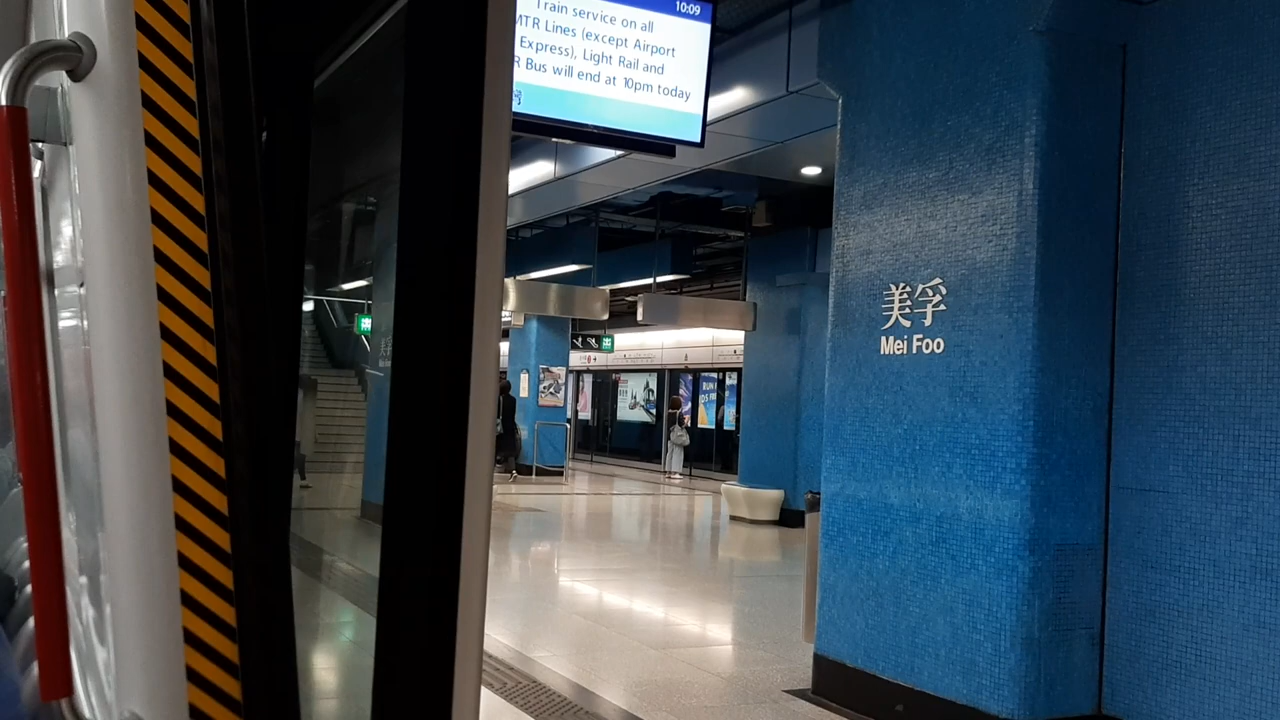 10:09
Train service on all
MTR Lines (except Airport
Express), Light Rail and
R Bus will end at 10pm today
美孚
Mei Foo
RUN